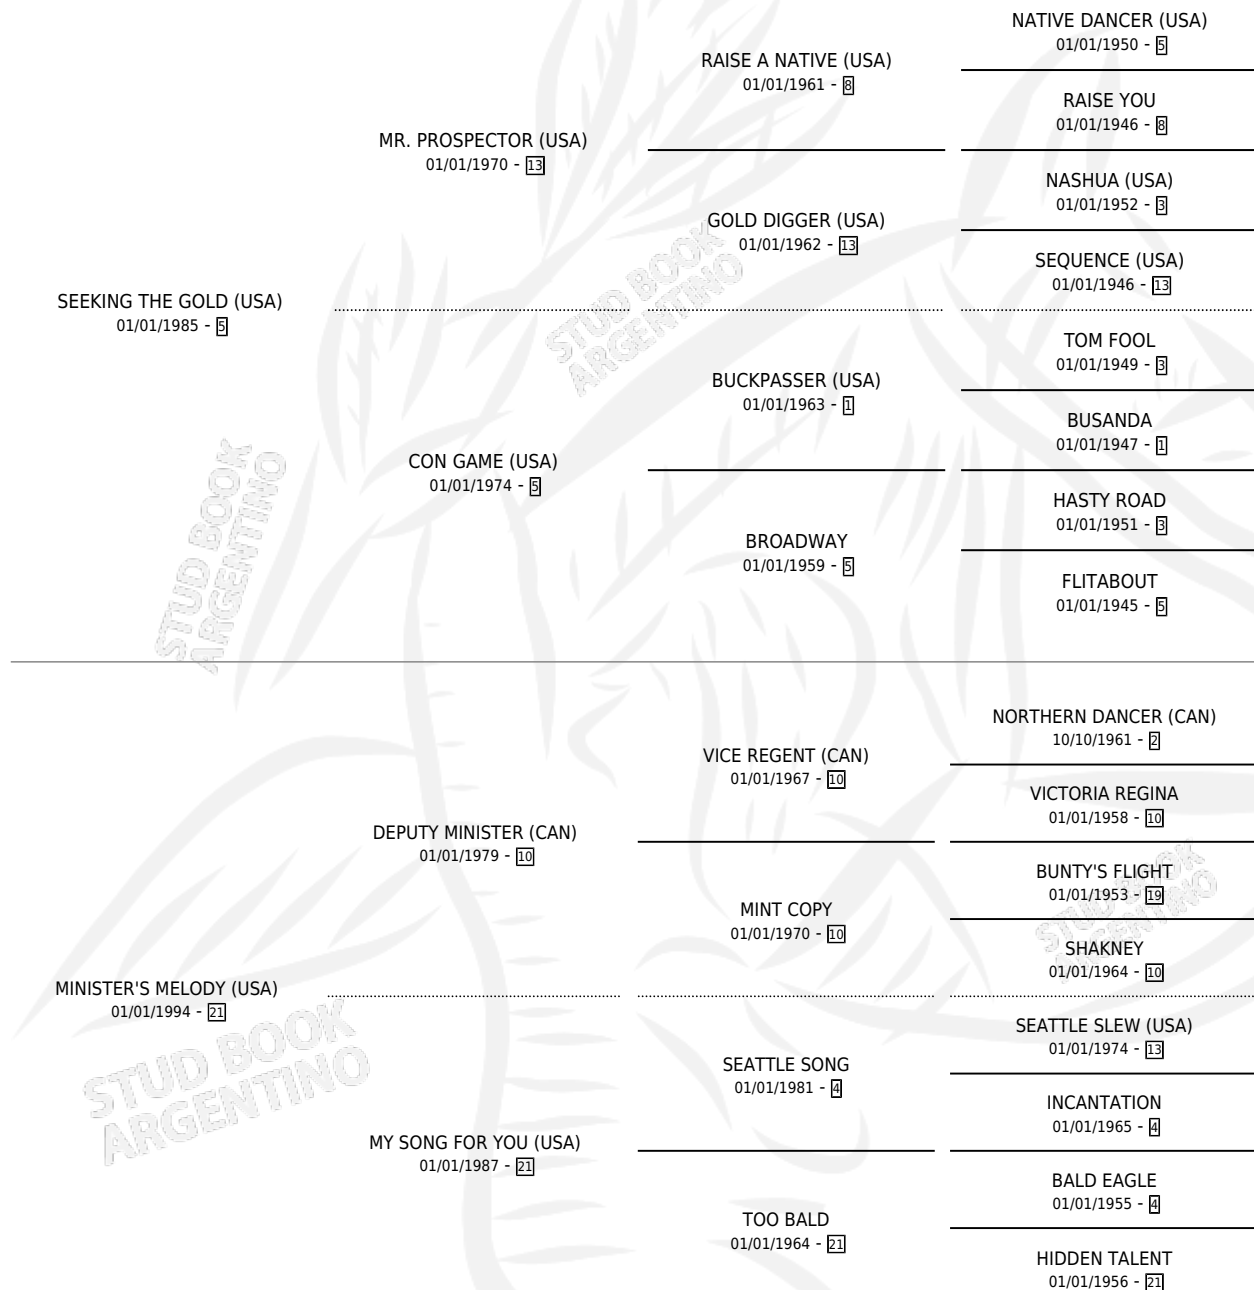 NATIVE DANCER (USA)
01/01/1950 - 5
RAISE A NATIVE (USA)
01/01/1961 - 8
RAISE YOU
01/01/1946 - 8
MR. PROSPECTOR (USA)
01/01/1970 - 13
NASHUA (USA)
01/01/1952 - 3
GOLD DIGGER (USA)
01/01/1962 - 13
SEQUENCE (USA)
01/01/1946 - 13
SEEKING THE GOLD (USA)
01/01/1985 - 5
STUD BOOK
ARGENTINO
TOM FOOL
01/01/1949 - 3
BUCKPASSER (USA)
01/01/1963 - 1
BUSANDA
01/01/1947 - 1
CON GAME (USA)
01/01/1974 - 5
HASTY ROAD
01/01/1951 - 3
BROADWAY
01/01/1959 - 5
FLITABOUT
01/01/1945 - 5
STUD BOOK
ARGENTINO
NORTHERN DANCER (CAN)
10/10/1961 - 2
VICE REGENT (CAN)
01/01/1967 - 10
VICTORIA REGINA
01/01/1958 - 10
DEPUTY MINISTER (CAN)
01/01/1979 - 10
BUNTY'S FLIGHT
01/01/1953 - 19
MINT COPY
01/01/1970 - 10
SHAKNEY
01/01/1964 - 10
STUD BOOK
ARGENTINO
MINISTER'S MELODY (USA)
01/01/1994 - 21
STUD BOOK
ARGENTINO
SEATTLE SLEW (USA)
01/01/1974 - 13
SEATTLE SONG
01/01/1981 - 4
INCANTATION
01/01/1965 - 4
MY SONG FOR YOU (USA)
01/01/1987 - 21
BALD EAGLE
01/01/1955 - 4
TOO BALD
01/01/1964 - 21
HIDDEN TALENT
01/01/1956 - 21